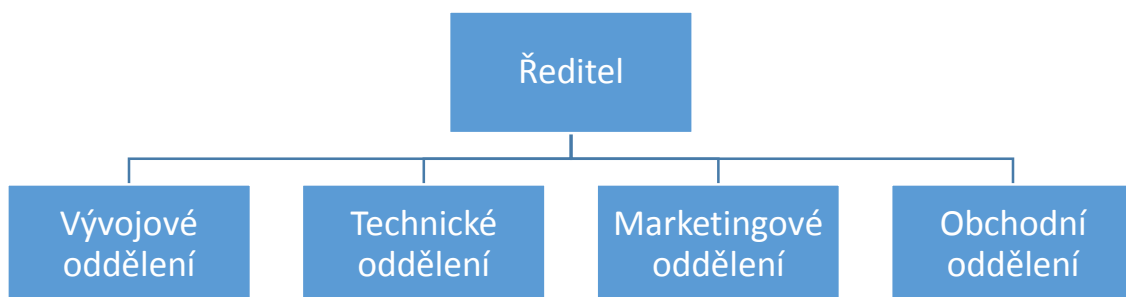 Ředitel
Vývojové
oddělení
Technické
oddělení
Marketingové
oddělení
Obchodní
oddělení